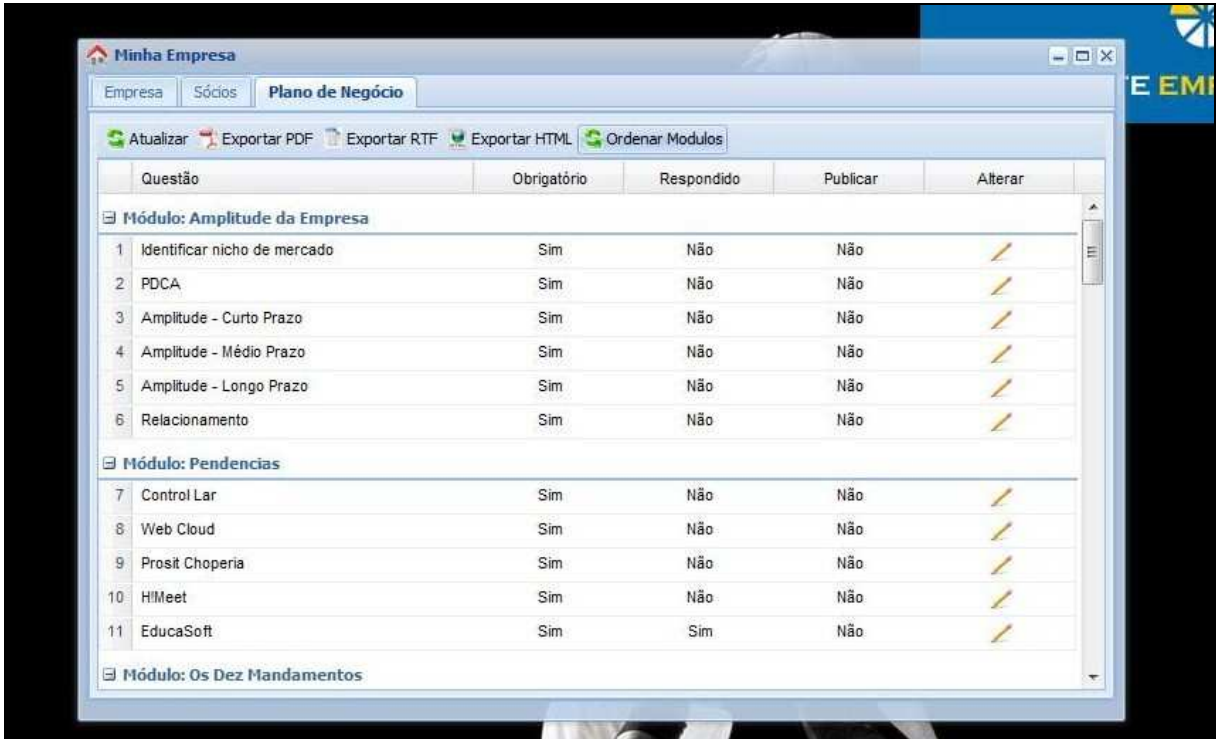 Minha Empresa
TE EMI
Empresa Sócios Plano de Negócio
Atualizar Exportar PDF Exportar RTF Exportar HTML Ordenar Modulos
Questão Obrigatório Respondido Publicar Alterar
Módulo: Amplitude da Empresa
1 Identificar nicho de mercado Sim Não Não
2 PDCA Sim Não Não
3 Amplitude - Curto Prazo Sim Não Não
4 Amplitude - Médio Prazo Sim Não Não
5 Amplitude - Longo Prazo Sim Não Não
6 Relacionamento Sim Não Não
Módulo: Pendencias
7 Control Lar Sim Não Não
8 Web Cloud Sim Não Não
9 Prosit Choperia Sim Não Não
10 H!Meet Sim Não Não
11 EducaSoft Sim Sim Não
Módulo: Os Dez Mandamentos